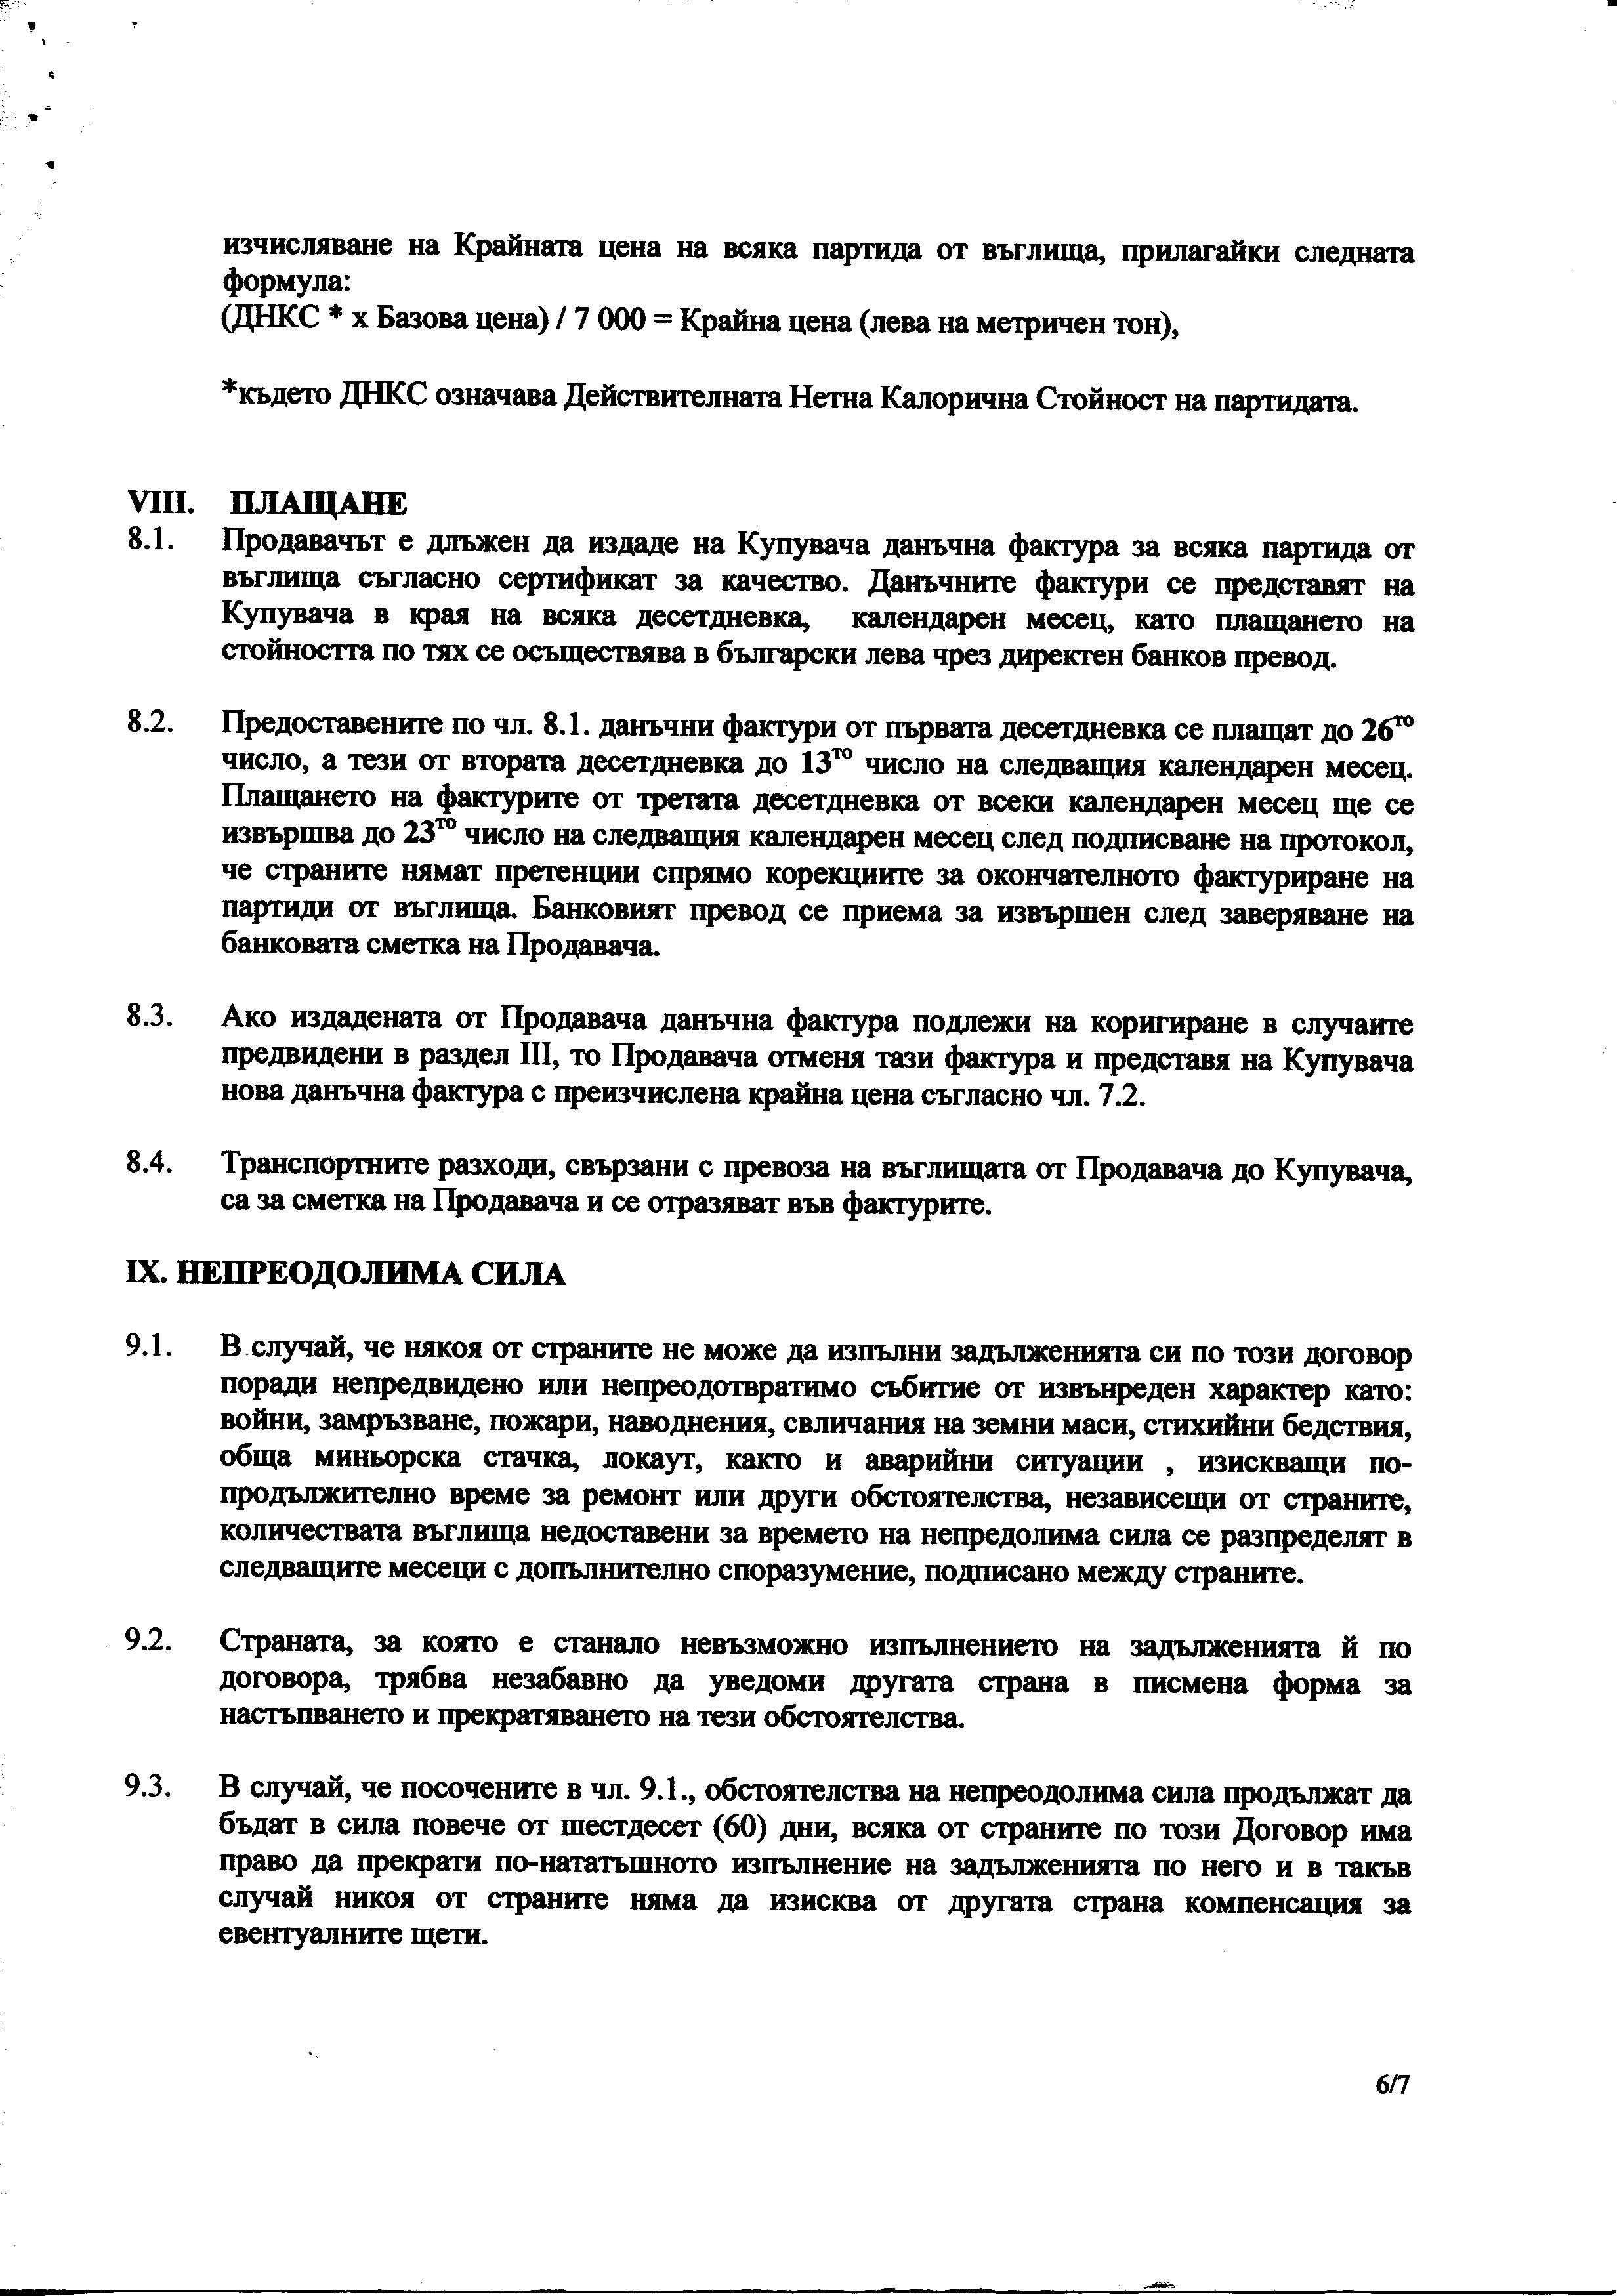 изчисляване на Крайната цена на всяка партида от въглища, прилагайки следната
формула:
(ДНКС * х Базова цена) / 7 000 = Крайна цена (лева на метричен тон),
*където ДНКС означава Действителната Нетна Калорична Стойност на партидата.
VIII. ПЛАЩАНЕ
8.1. Продавачът е длъжен да издаде на Купувача данъчна фактура за всяка партида от
въглища съгласно сертификат за качество. Данъчните фактури се представят на
Купувача в края на всяка десетдневка, календарен месец, като плащането на
стойността по тях се осъществява в български лева чрез директен банков превод.
8.2. Предоставените по чл. 8.1. данъчни фактури от първата десетдневка се плащат до 26то
число, а тези от втората десетдневка до 13то число на следващия календарен месец.
Плащането на фактурите от третата десетдневка от всеки календарен месец ще се
извършва до 23то число на следващия календарен месец след подписване на протокол,
че страните нямат претенции спрямо корекциите за окончателното фактуриране на
партиди от въглища. Банковият превод се приема за извършен след заверяване на
банковата сметка на Продавача.
8.3. Ако издадената от Продавача данъчна фактура подлежи на коригиране в случаите
предвидени в раздел III, то Продавача отменя тази фактура и представя на Купувача
нова данъчна фактура с преизчислена крайна цена съгласно чл. 7.2.
8.4. Транспортните разходи, свързани с превоза на въглищата от Продавача до Купувача,
са за сметка на Продавача и се отразяват във фактурите.
IX. НЕПРЕОДОЛИМА СИЛА
9.1. В случай, че някоя от страните не може да изпълни задълженията си по този договор
поради непредвидено или непреодотвратимо събитие от извънреден характер като:
войни, замръзване, пожари, наводнения, свличания на земни маси, стихийни бедствия,
обща миньорска стачка, локаут, както и аварийни ситуации , изискващи по-
продължително време за ремонт или други обстоятелства, независещи от страните,
количествата въглища недоставени за времето на непредолима сила се разпределят в
следващите месеци с допълнително споразумение, подписано между страните.
9.2. Страната, за която е станало невъзможно изпълнението на задълженията й по
договора, трябва незабавно да уведоми другата страна в писмена форма за
настъпването и прекратяването на тези обстоятелства.
9.3. В случай, че посочените в чл. 9.1., обстоятелства на непреодолима сила продължат да
бъдат в сила повече от шестдесет (60) дни, всяка от страните по този Договор има
право да прекрати по-нататъшното изпълнение на задълженията по него и в такъв
случай никоя от страните няма да изисква от другата страна компенсация за
евентуалните щети.
6/7